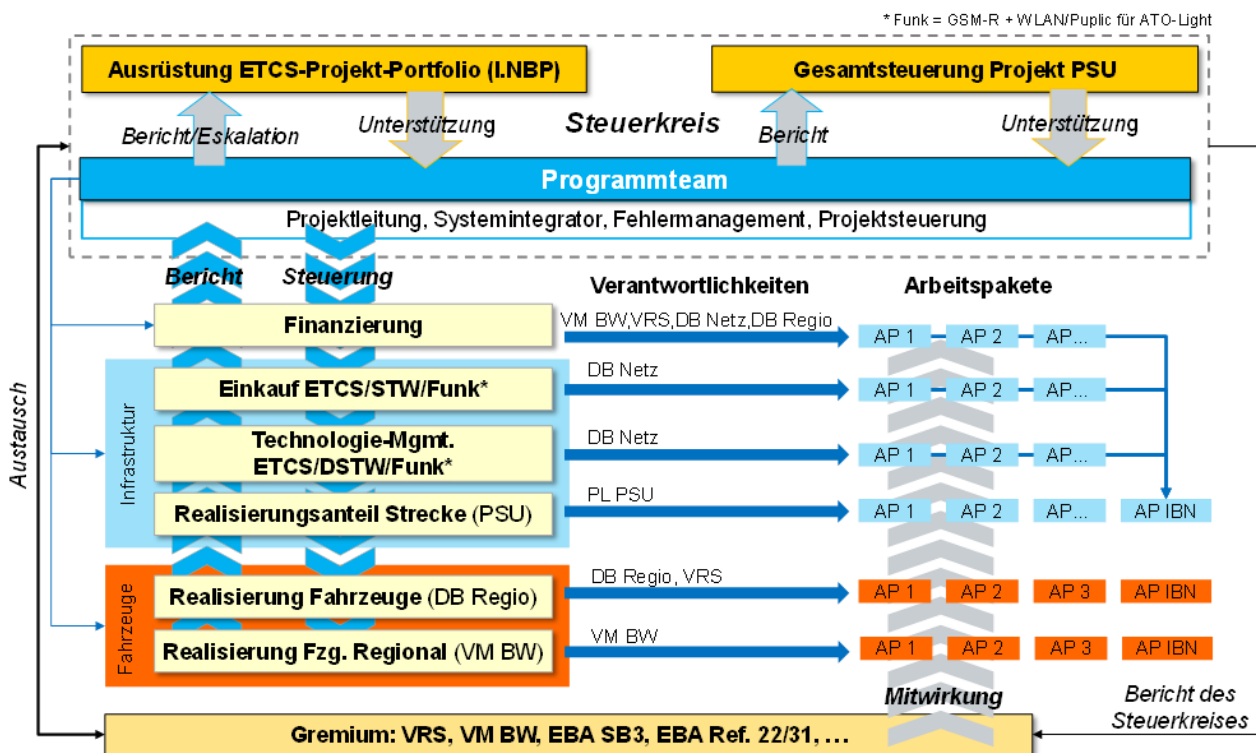 * Funk = GSM-R + WLAN/Puplic für ATO-Light
Ausrüstung ETCS-Projekt-Portfolio (I.NBP)
Gesamtsteuerung Projekt PSU
Bericht/Eskalation
Unterstützung
Steuerkreis
Bericht
Unterstützung
Programmteam
Projektleitung, Systemintegrator, Fehlermanagement, Projektsteuerung
Bericht
Steuerung
Verantwortlichkeiten
Arbeitspakete
Finanzierung
VM BW,VRS,DB Netz,DB Regio
AP 1
AP 2
AP...
Infrastruktur
Einkauf ETCS/STW/Funk*
DB Netz
AP 1
AP 2
AP...
Technologie-Mgmt.
ETCS/DSTW/Funk*
DB Netz
AP 1
AP 2
AP...
Realisierungsanteil Strecke (PSU)
PL PSU
AP 1
AP 2
AP...
AP IBN
Austausch
Fahrzeuge
Realisierung Fahrzeuge (DB Regio)
DB Regio, VRS
AP 1
AP 2
AP 3
AP IBN
Realisierung Fzg. Regional (VM BW)
VM BW
AP 1
AP 2
AP 3
AP IBN
Mitwirkung
Bericht des
Steuerkreises
Gremium: VRS, VM BW, EBA SB3, EBA Ref. 22/31, …